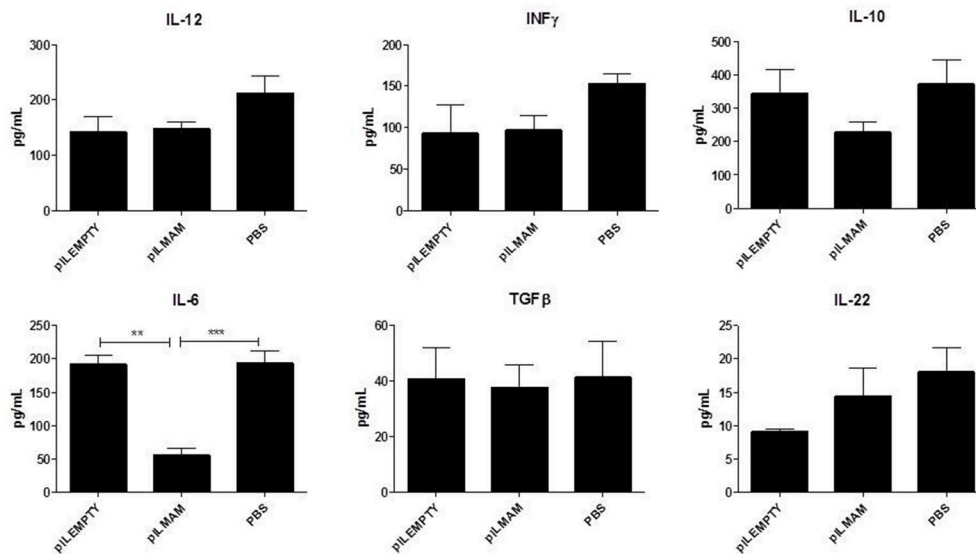 IL-12
300
200
100
0
pg/mL
pILEMPTY
pILMAM
PBS
INFγ
200
150
100
50
0
pg/mL
pILEMPTY
pILMAM
PBS
IL-10
500
400
300
200
100
0
pg/mL
pILEMPTY
pILMAM
PBS
IL-6
250
200
150
100
50
0
pg/mL
**
***
pILEMPTY
pILMAM
PBS
TGFβ
60
40
20
0
pg/mL
pILEMPTY
pILMAM
PBS
IL-22
25
20
15
10
5
0
pg/mL
pILEMPTY
pILMAM
PBS